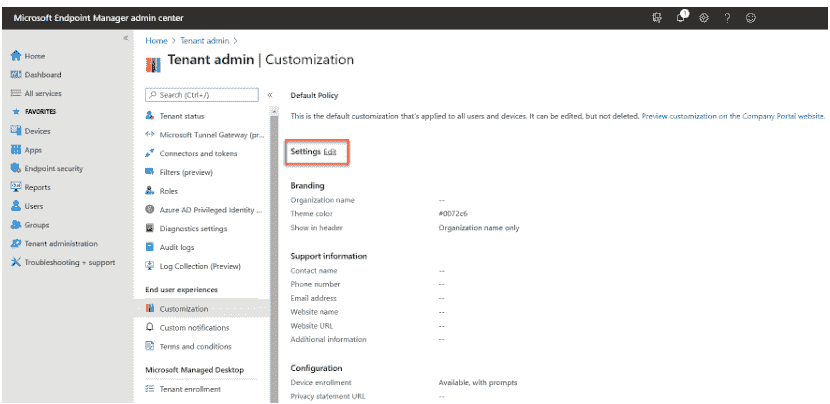 Microsoft Endpoint Manager admin center
1
?
«
Home
Dashboard
All services
FAVORITES
Devices
Apps
Endpoint security
Reports
Users
Groups
Tenant administration
Troubleshooting + support
Home > Tenant admin >
Tenant admin | Customization
Search (Ctrl+/)
«
Tenant status
Microsoft Tunnel Gateway (pr...
Connectors and tokens
Filters (preview)
Roles
Azure AD Privileged Identity ...
Diagnostics settings
Audit logs
Log Collection (Preview)
End user experiences
Customization
Custom notifications
Terms and conditions
Microsoft Managed Desktop
Tenant enrollment
Default Policy
This is the default customization that's applied to all users and devices. It can be edited, but not deleted. Preview customization on the Company Portal website.
Settings Edit
Branding
Organization name --
Theme color #0072c6
Show in header Organization name only
Support information
Contact name --
Phone number --
Email address --
Website name --
Website URL --
Additional information --
Configuration
Device enrollment Available, with prompts
Privacy statement URL --